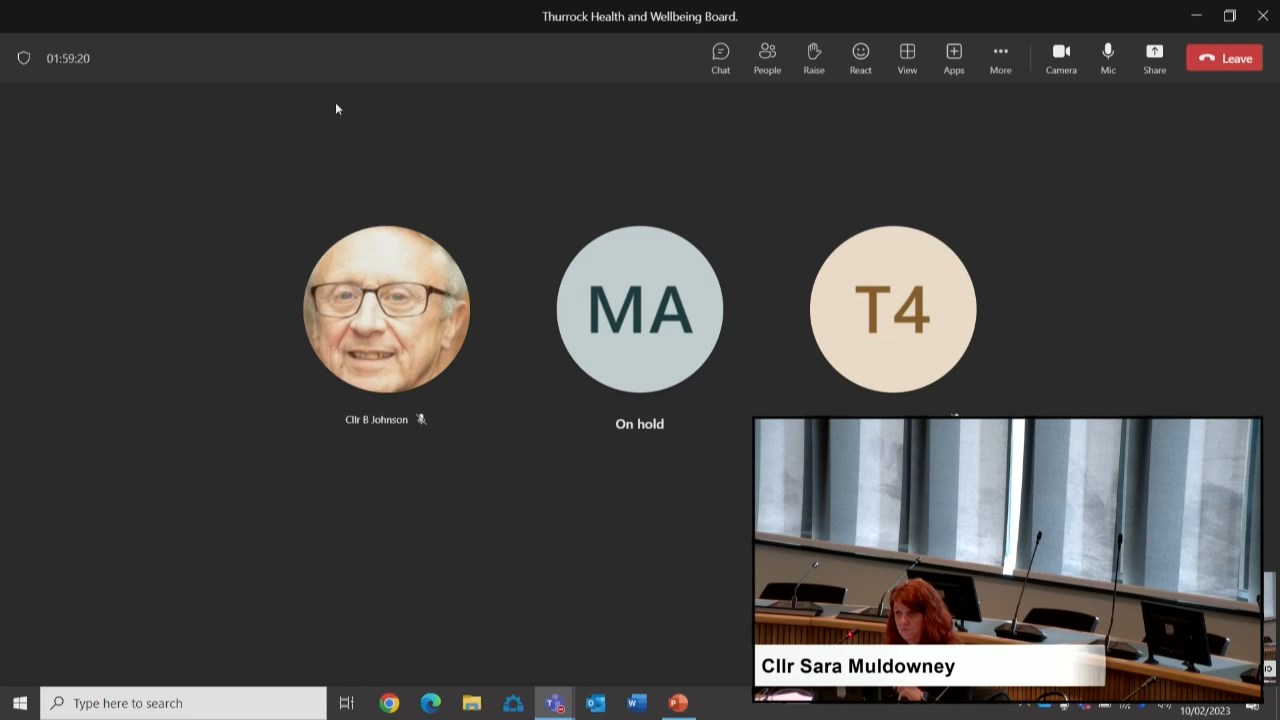 Thurrock Health and Wellbeing Board.
01:59:20
Chat
People
Raise
React
View
Apps
More
Camera
Mic
Share
Leave
MA
T4
Cllr B Johnson
On hold
Cllr Sara Muldowney
Type here to search
10/02/2023